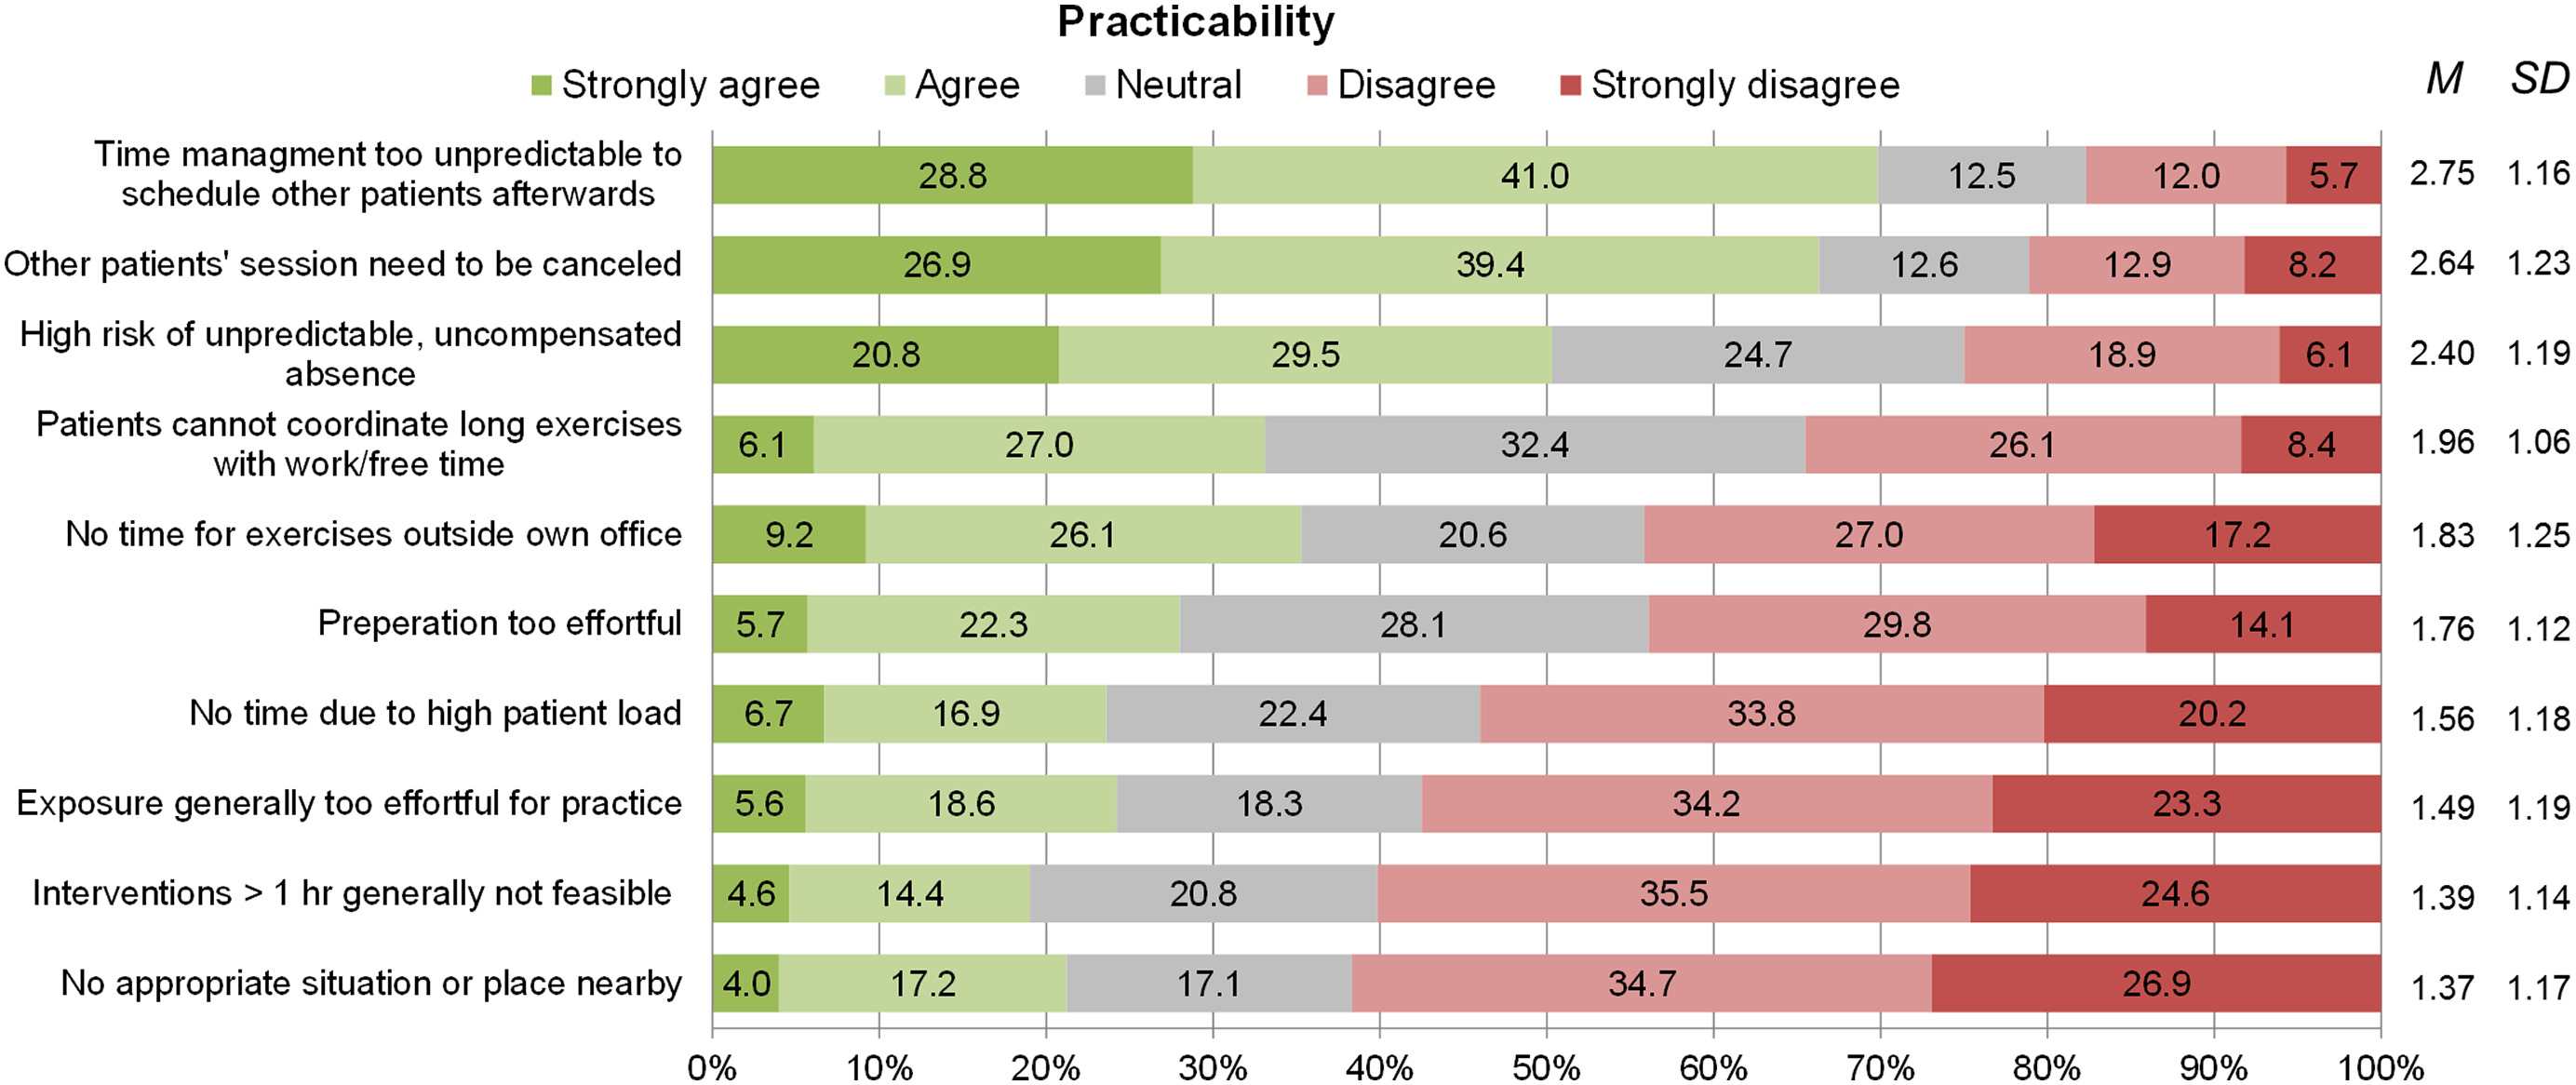 Practicability
Strongly agree Agree Neutral Disagree Strongly disagree M SD
Time managment too unpredictable to
schedule other patients afterwards
28.8 41.0 12.5 12.0 5.7 2.75 1.16
Other patients' session need to be canceled 26.9 39.4 12.6 12.9 8.2 2.64 1.23
High risk of unpredictable, uncompensated
absence
20.8 29.5 24.7 18.9 6.1 2.40 1.19
Patients cannot coordinate long exercises
with work/free time
6.1 27.0 32.4 26.1 8.4 1.96 1.06
No time for exercises outside own office 9.2 26.1 20.6 27.0 17.2 1.83 1.25
Preperation too effortful 5.7 22.3 28.1 29.8 14.1 1.76 1.12
No time due to high patient load 6.7 16.9 22.4 33.8 20.2 1.56 1.18
Exposure generally too effortful for practice 5.6 18.6 18.3 34.2 23.3 1.49 1.19
Interventions > 1 hr generally not feasible 4.6 14.4 20.8 35.5 24.6 1.39 1.14
No appropriate situation or place nearby 4.0 17.2 17.1 34.7 26.9 1.37 1.17
0% 10% 20% 30% 40% 50% 60% 70% 80% 90% 100%